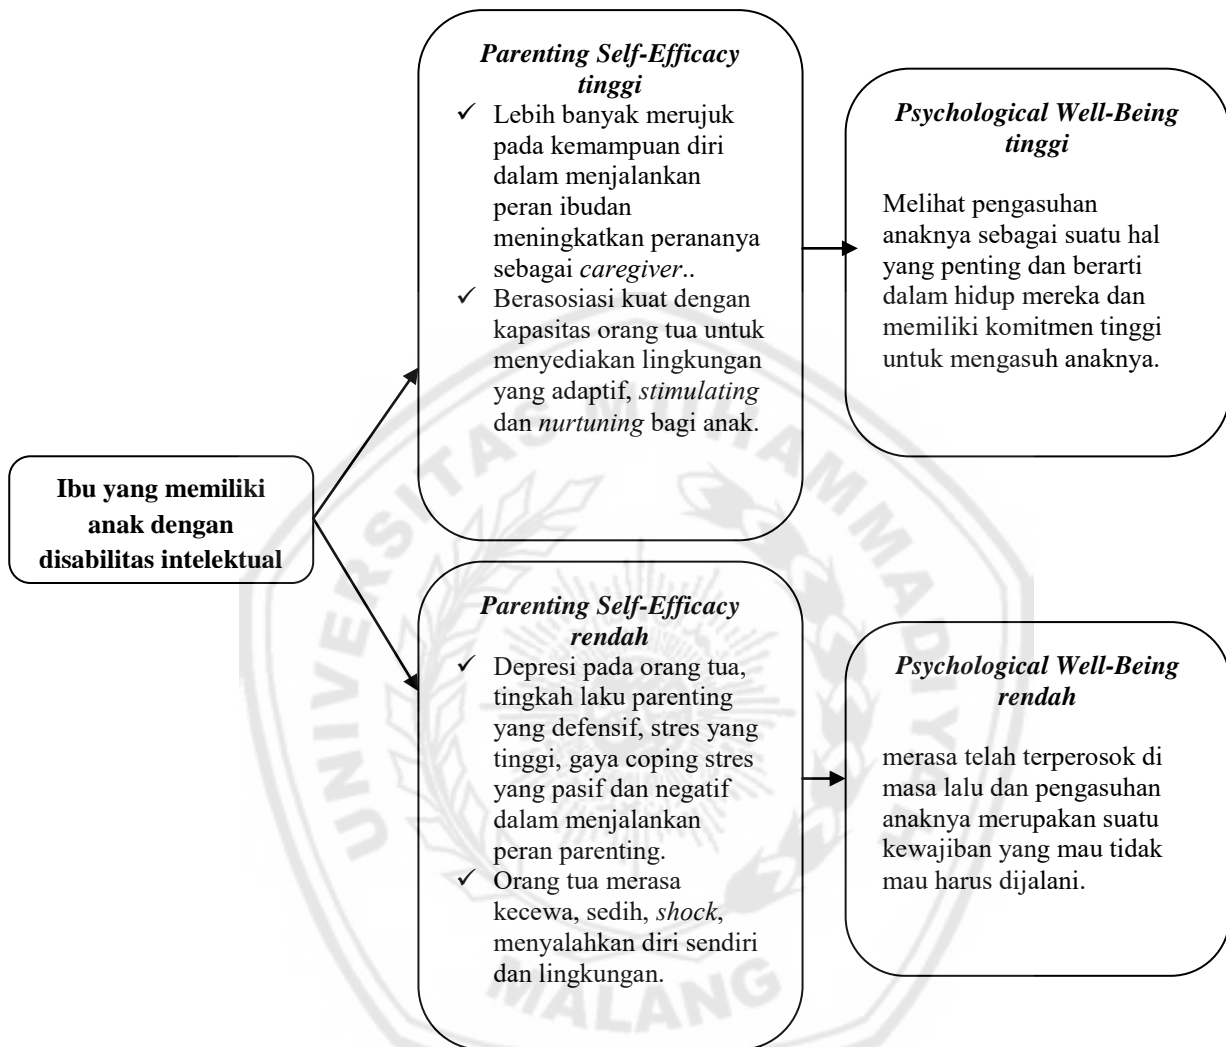 Parenting Self-Efficacy
tinggi
✓ Lebih banyak merujuk
pada kemampuan diri
dalam menjalankan
peran ibudan
meningkatkan perananya
sebagai caregiver..
✓ Berasosiasi kuat dengan
kapasitas orang tua untuk
menyediakan lingkungan
yang adaptif, stimulating
dan nurtuning bagi anak.
Psychological Well-Being
tinggi
Melihat pengasuhan
anaknya sebagai suatu hal
yang penting dan berarti
dalam hidup mereka dan
memiliki komitmen tinggi
untuk mengasuh anaknya.
Ibu yang memiliki
anak dengan
disabilitas intelektual
Parenting Self-Efficacy
rendah
✓ Depresi pada orang tua,
tingkah laku parenting
yang defensif, stres yang
tinggi, gaya coping stres
yang pasif dan negatif
dalam menjalankan
peran parenting.
✓ Orang tua merasa
kecewa, sedih, shock,
menyalahkan diri sendiri
dan lingkungan.
Psychological Well-Being
rendah
merasa telah terperosok di
masa lalu dan pengasuhan
anaknya merupakan suatu
kewajiban yang mau tidak
mau harus dijalani.
UNIVERSITAS MUHAMMADIYAH
MALANG